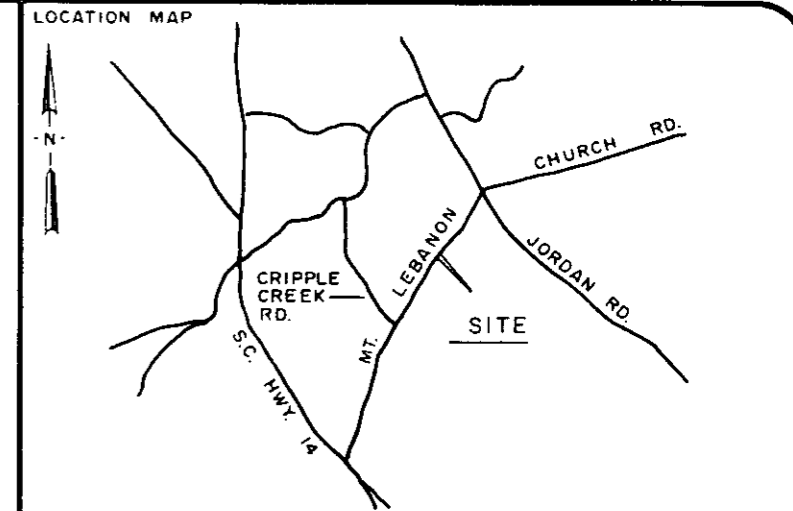 LOCATION MAP
-N-
CHURCH RD.
MT. LEBANON
JORDAN RD.
CRIPPLE
CREEK
RD.
SITE
S.C. HWY. 14